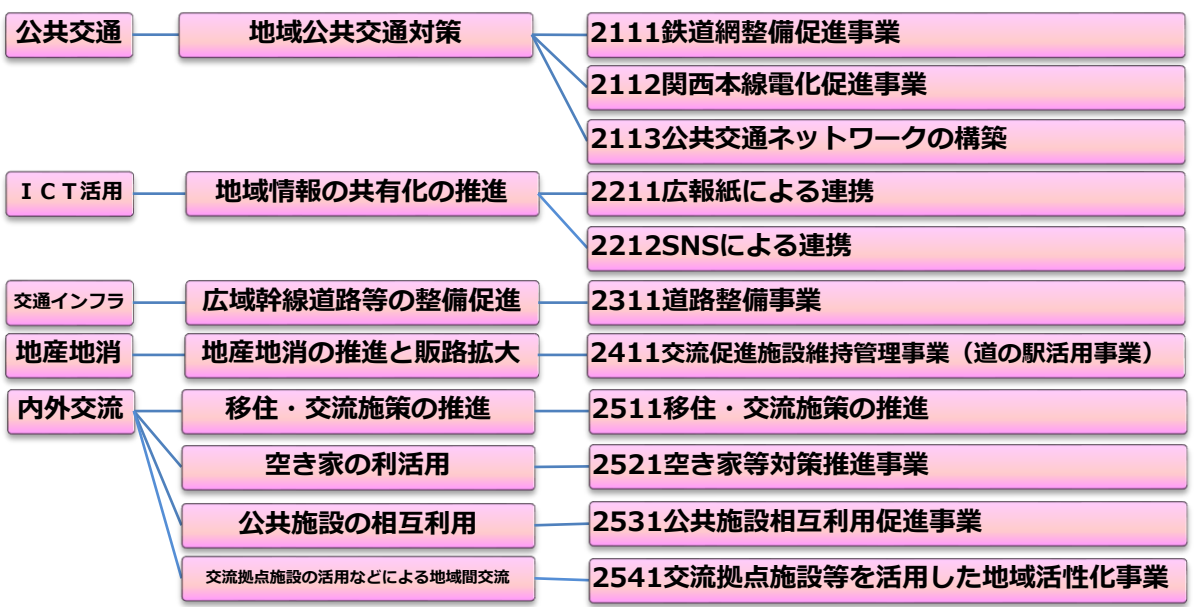 公共交通 地域公共交通対策 2111鉄道網整備促進事業
2112関西本線電化促進事業
2113公共交通ネットワークの構築
ＩＣＴ活用 地域情報の共有化の推進 2211広報紙による連携
2212SNSによる連携
交通インフラ 広域幹線道路等の整備促進 2311道路整備事業
地産地消 地産地消の推進と販路拡大 2411交流促進施設維持管理事業（道の駅活用事業）
内外交流 移住・交流施策の推進 2511移住・交流施策の推進
空き家の利活用 2521空き家等対策推進事業
公共施設の相互利用 2531公共施設相互利用促進事業
交流拠点施設の活用などによる地域間交流 2541交流拠点施設等を活用した地域活性化事業